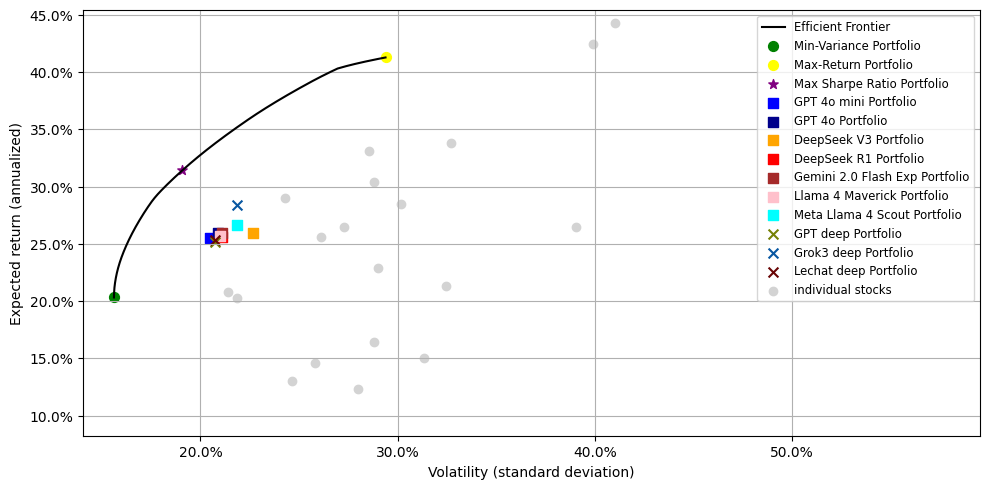 45.0%
40.0%
35.0%
30.0%
25.0%
20.0%
15.0%
10.0%
Expected return (annualized)
20.0%
30.0%
40.0%
50.0%
Volatility (standard deviation)
Efficient Frontier
Min-Variance Portfolio
Max-Return Portfolio
Max Sharpe Ratio Portfolio
GPT 4o mini Portfolio
GPT 4o Portfolio
DeepSeek V3 Portfolio
DeepSeek R1 Portfolio
Gemini 2.0 Flash Exp Portfolio
Llama 4 Maverick Portfolio
Meta Llama 4 Scout Portfolio
GPT deep Portfolio
Grok3 deep Portfolio
Lechat deep Portfolio
individual stocks